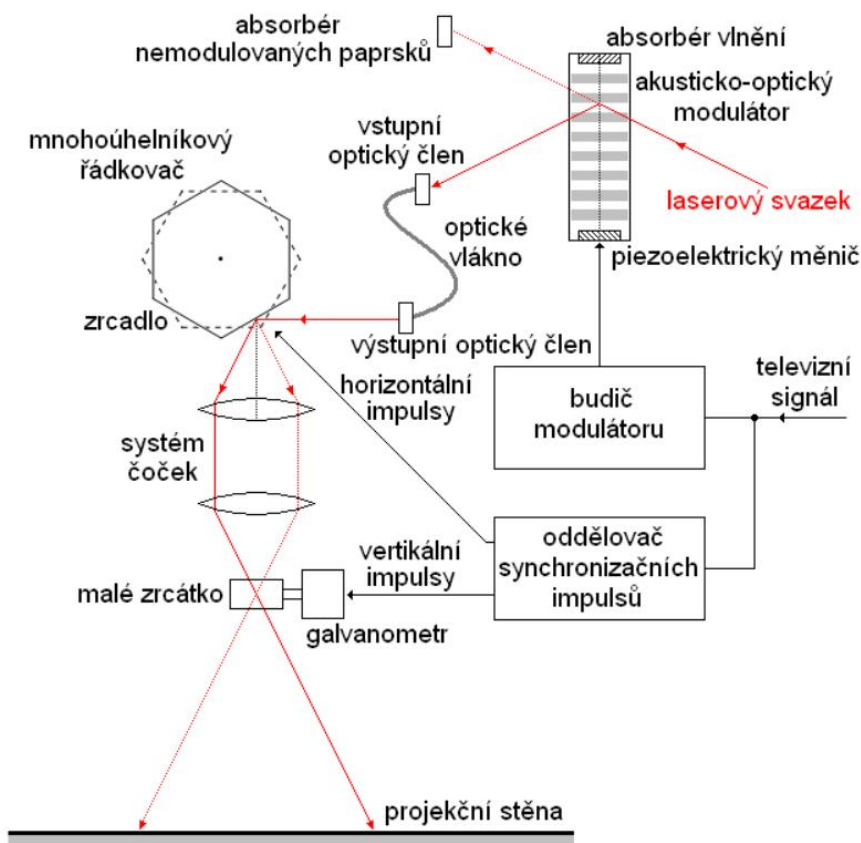 absorbér
nemodulovaných paprsků
absorbér vlnění
akusticko-optický
modulátor
vstupní
optický člen
mnohoúhelníkový
řádkovač
laserový svazek
optické
vlákno
piezoelektrický měnič
zrcadlo
výstupní optický člen
horizontální
impulsy
budič
modulátoru
televizní
signál
systém
čoček
vertikální
impulsy
oddělovač
synchronizačních
impulsů
malé zrcátko
galvanometr
projekční stěna